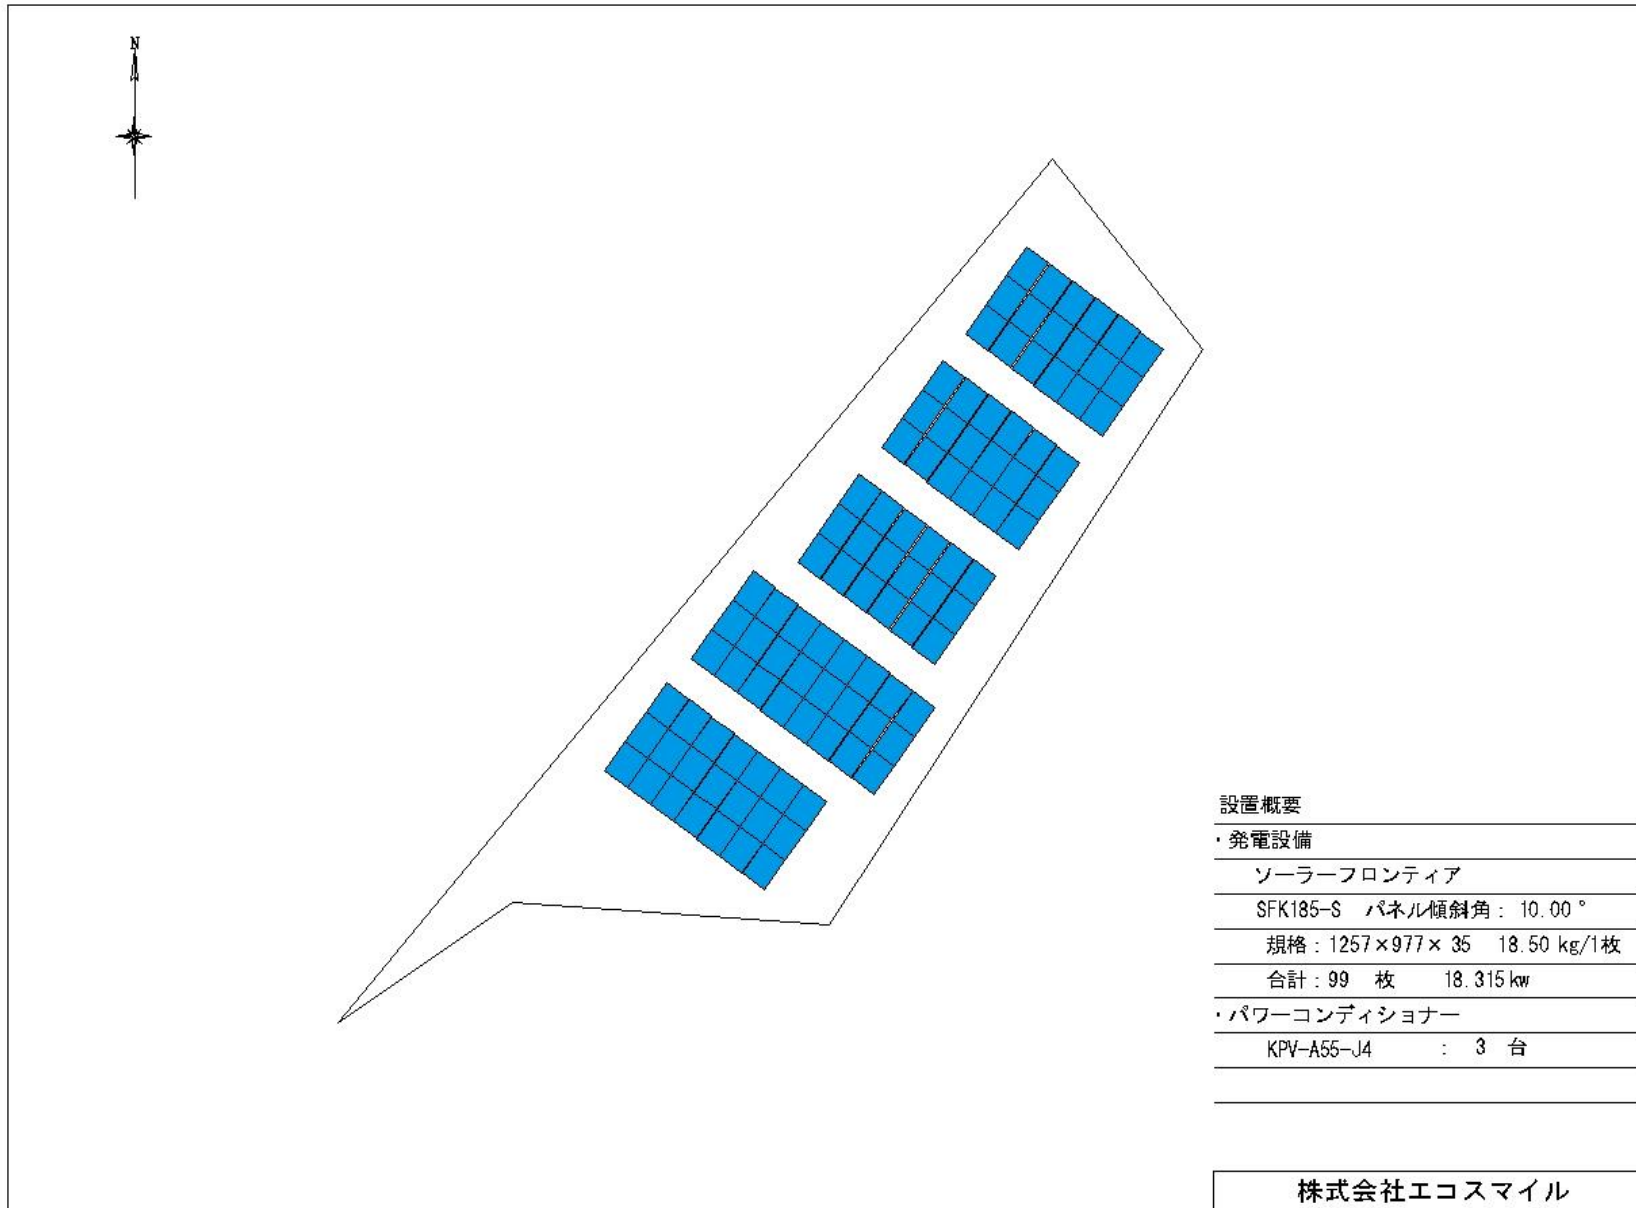 N
設置概要
・発電設備
ソーラーフロンティア
SFK185-S パネル傾斜角：10.00°
規格：1257×977× 35 18.50 kg/1枚
合計：99 枚 18.315kw
・パワーコンディショナー
KPV-A55-J4 ： 3 台
株式会社エコスマイル